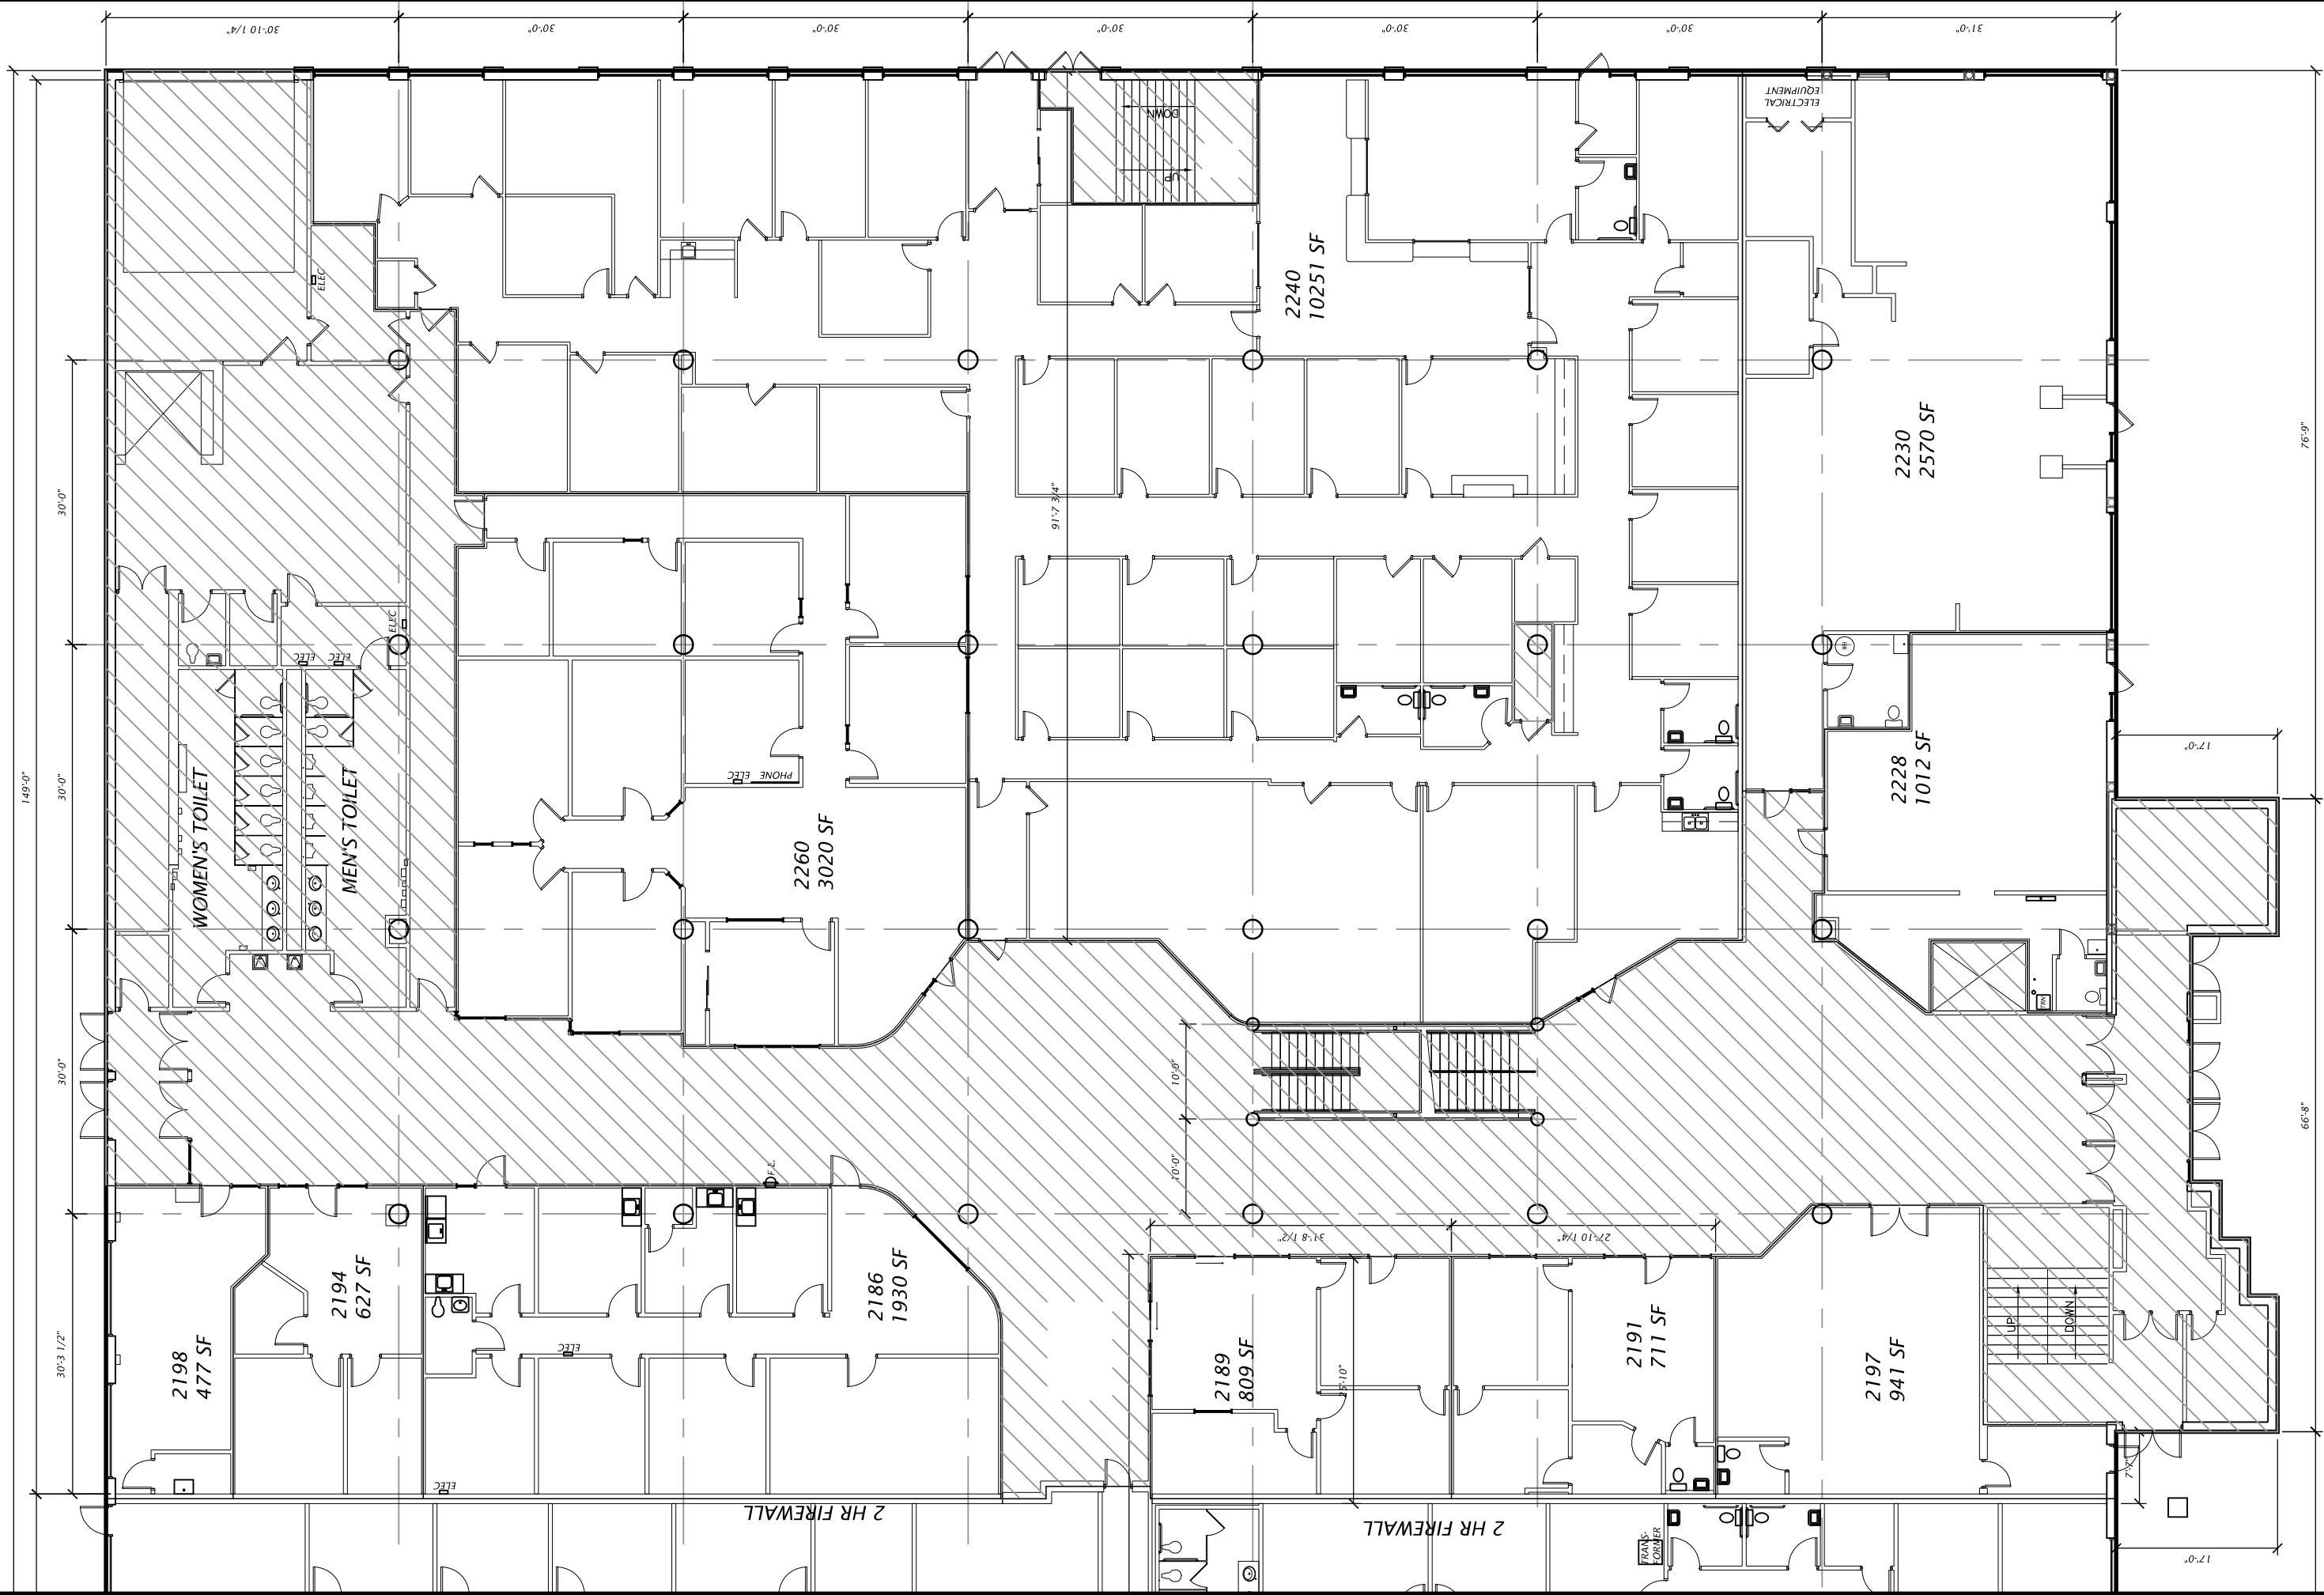 30'-10 1/4"
30'-0"
30'-0"
30'-0"
30'-0"
30'-0"
31'-0"
ELECTRICAL
EQUIPMENT
DOWN
UP
ELEC
2240
10251 SF
91'-7 3/4"
2230
2570 SF
76'-9"
30'-0"
149'-0"
30'-0"
ELEC
ELEC
ELEC
WH
WOMEN'S TOILET
MEN'S TOILET
PHONE
ELEC
2260
3020 SF
2228
1012 SF
17'-0"
30'-0"
10'-0"
10'-0"
66'-8"
F.E.
31'-8 1/2"
27'-10 1/4"
30'-3 1/2"
2198
477 SF
2194
627 SF
2186
1930 SF
ELEC
ELEC
2189
809 SF
2191
711 SF
2197
941 SF
UP
DOWN
2 HR FIREWALL
2 HR FIREWALL
TRANS-
FORMER
17'-0"